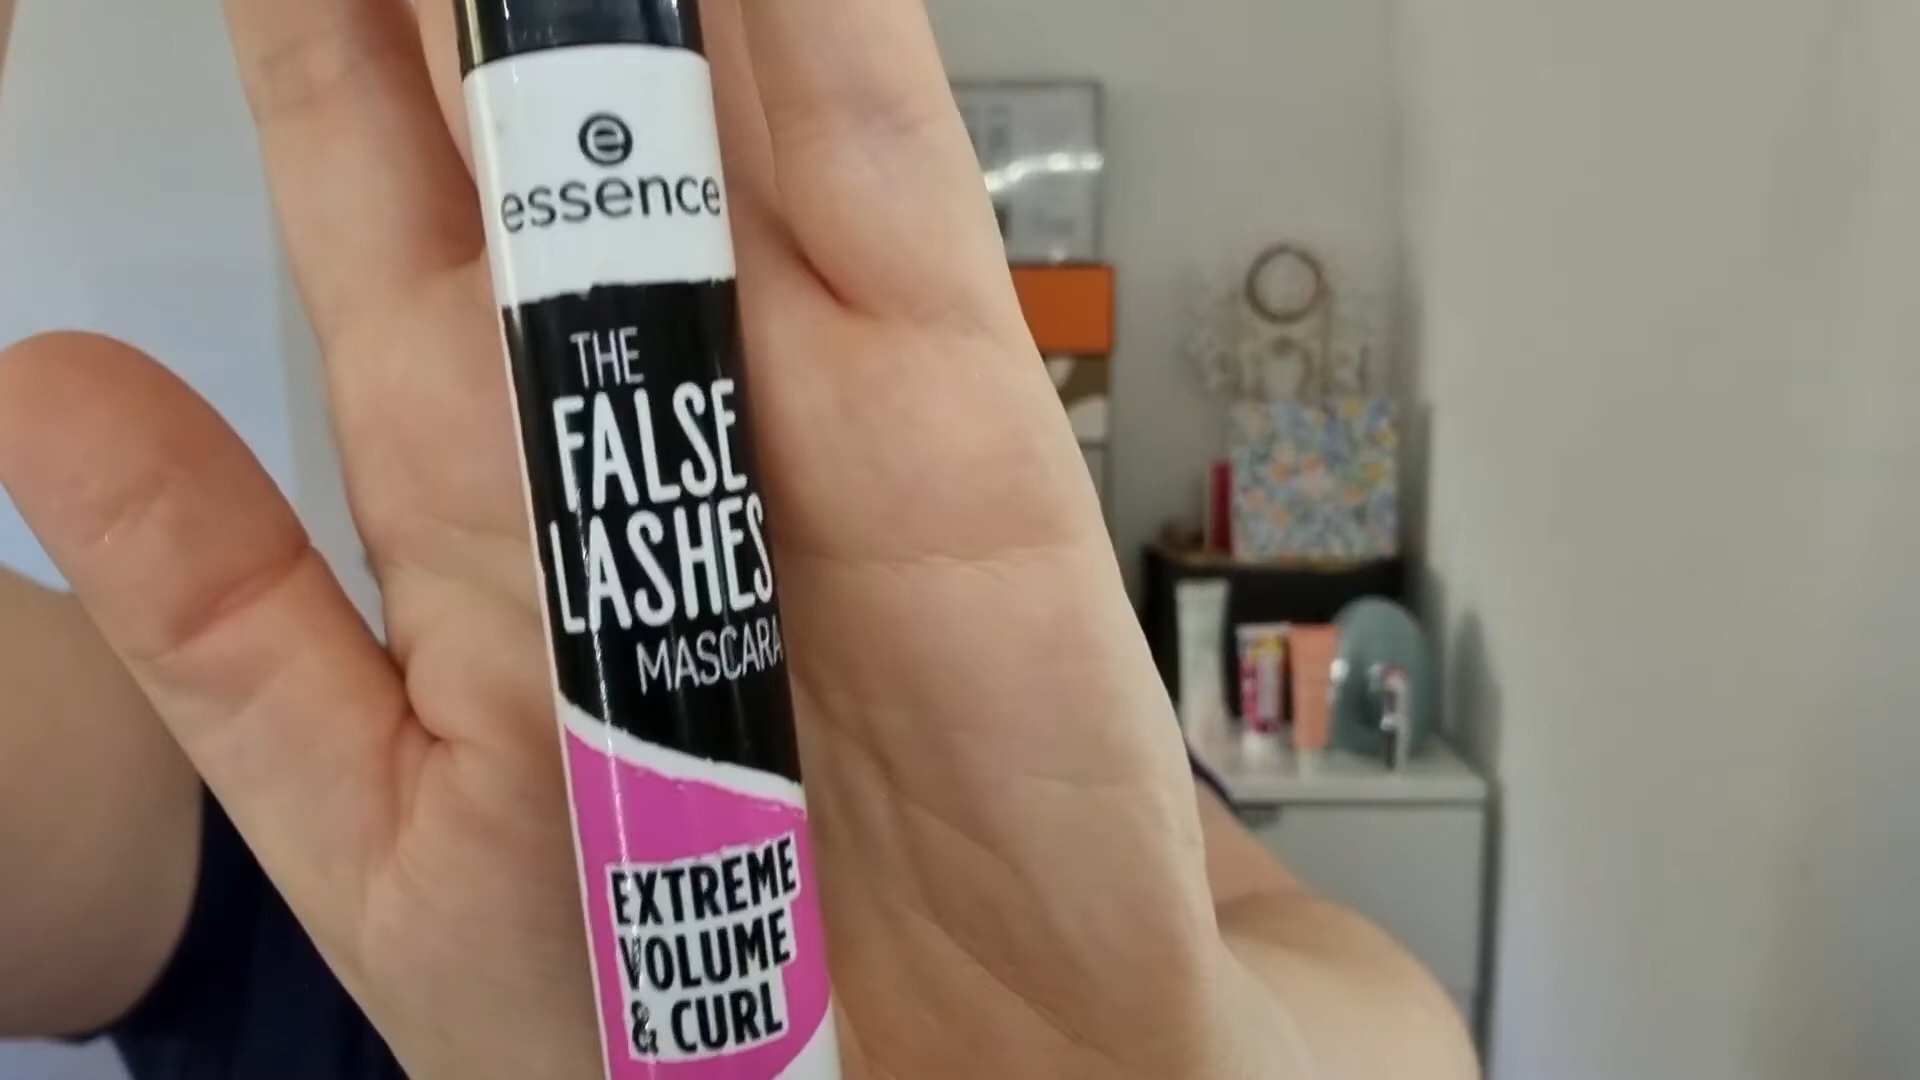 e
essence
THE
FALSE
LASHES
MASCARA
EXTREME
VOLUME
& CURL